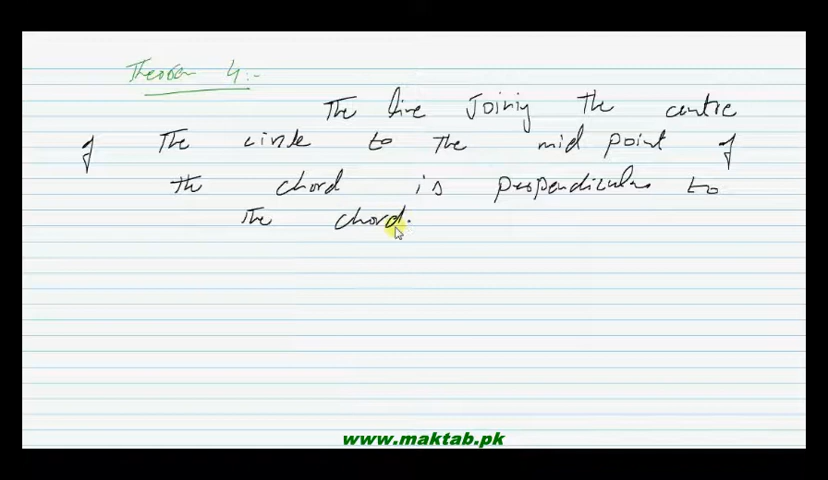 Theorem 4:-
The line Joining the centre
of The circle to the mid point of
the chord is perpendicular to
The chord.
www.maktab.pk